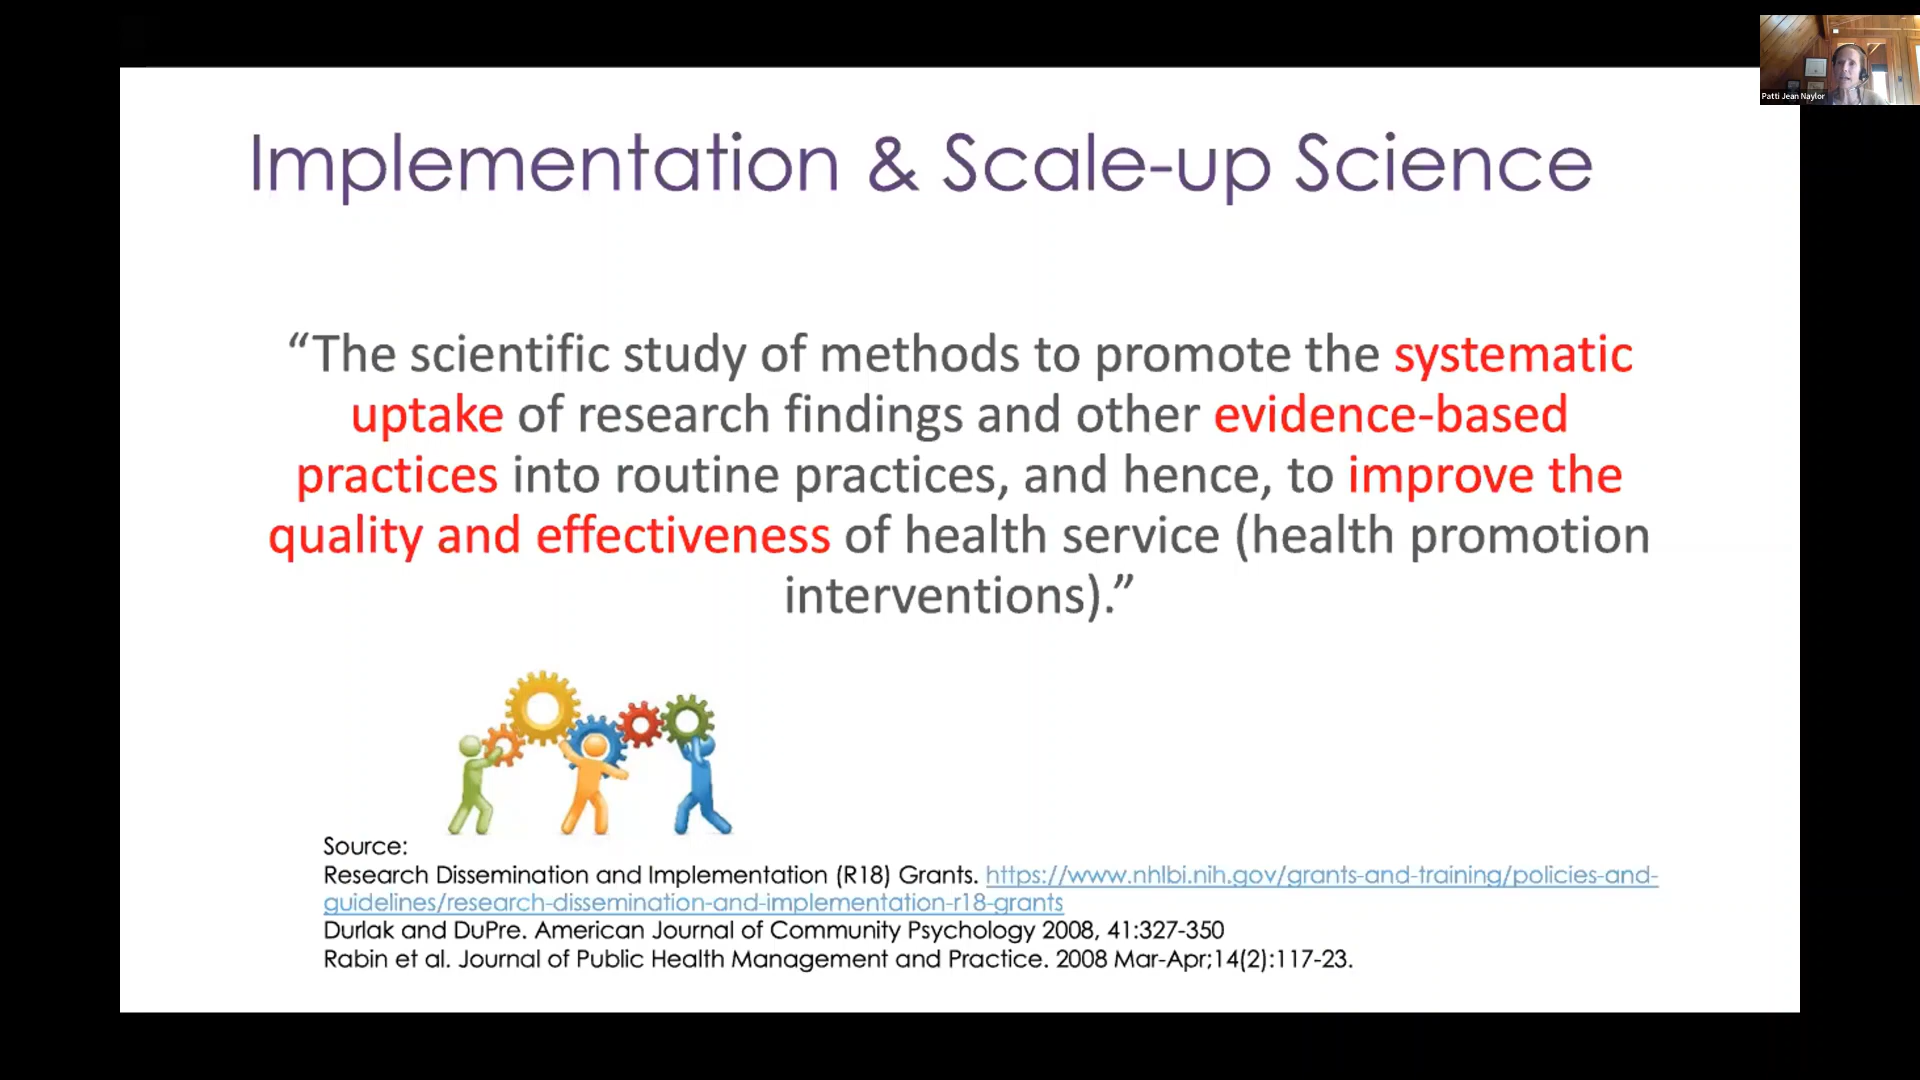 Patti Jean Naylor
Implementation & Scale-up Science
“The scientific study of methods to promote the systematic
uptake of research findings and other evidence-based
practices into routine practices, and hence, to improve the
quality and effectiveness of health service (health promotion
interventions).”
Source:
Research Dissemination and Implementation (R18) Grants. https://www.nhlbi.nih.gov/grants-and-training/policies-and-
guidelines/research-dissemination-and-implementation-r18-grants
Durlak and DuPre. American Journal of Community Psychology 2008, 41:327-350
Rabin et al. Journal of Public Health Management and Practice. 2008 Mar-Apr;14(2):117-23.